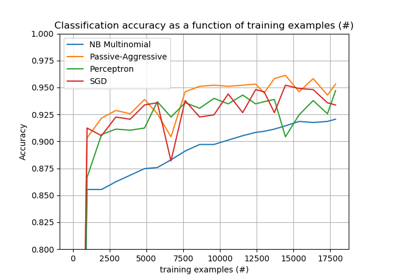 Classification accuracy as a function of training examples (#)
1.000
0.975
0.950
0.925
0.900
0.875
0.850
0.825
0.800
Accuracy
NB Multinomial
Passive-Aggressive
Perceptron
SGD
0 2500 5000 7500 10000 12500 15000 17500
training examples (#)